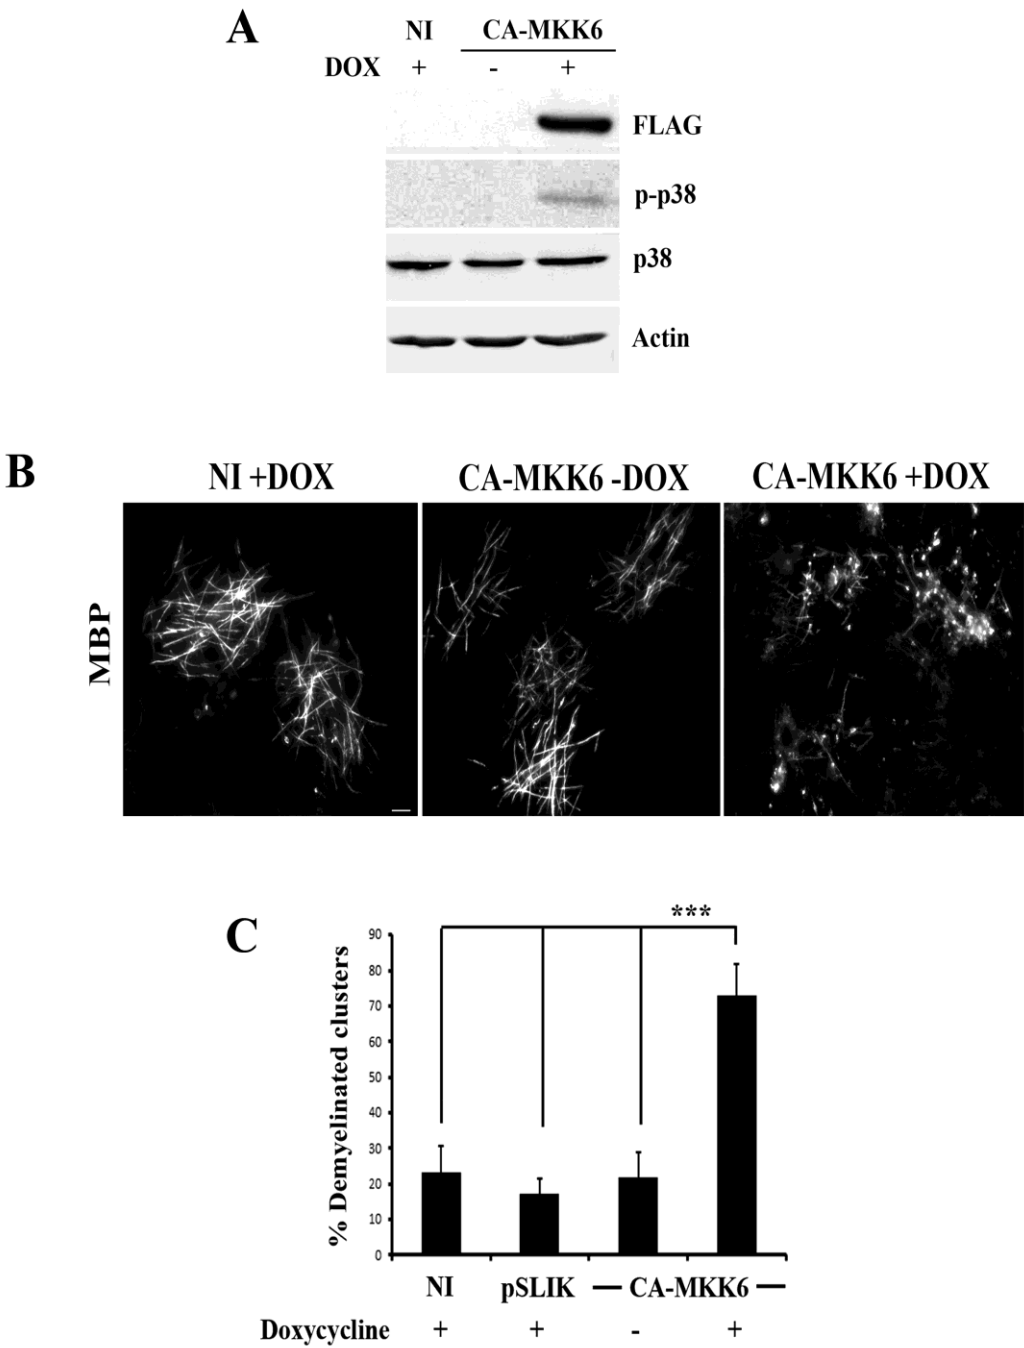 A
NI CA-MKK6
DOX + - +
FLAG
p-p38
p38
Actin
B
NI +DOX CA-MKK6 -DOX CA-MKK6 +DOX
MBP
C
***
% Demyelinated clusters
90
80
70
60
50
40
30
20
10
0
NI pSLIK — CA-MKK6 —
Doxycycline + + - +